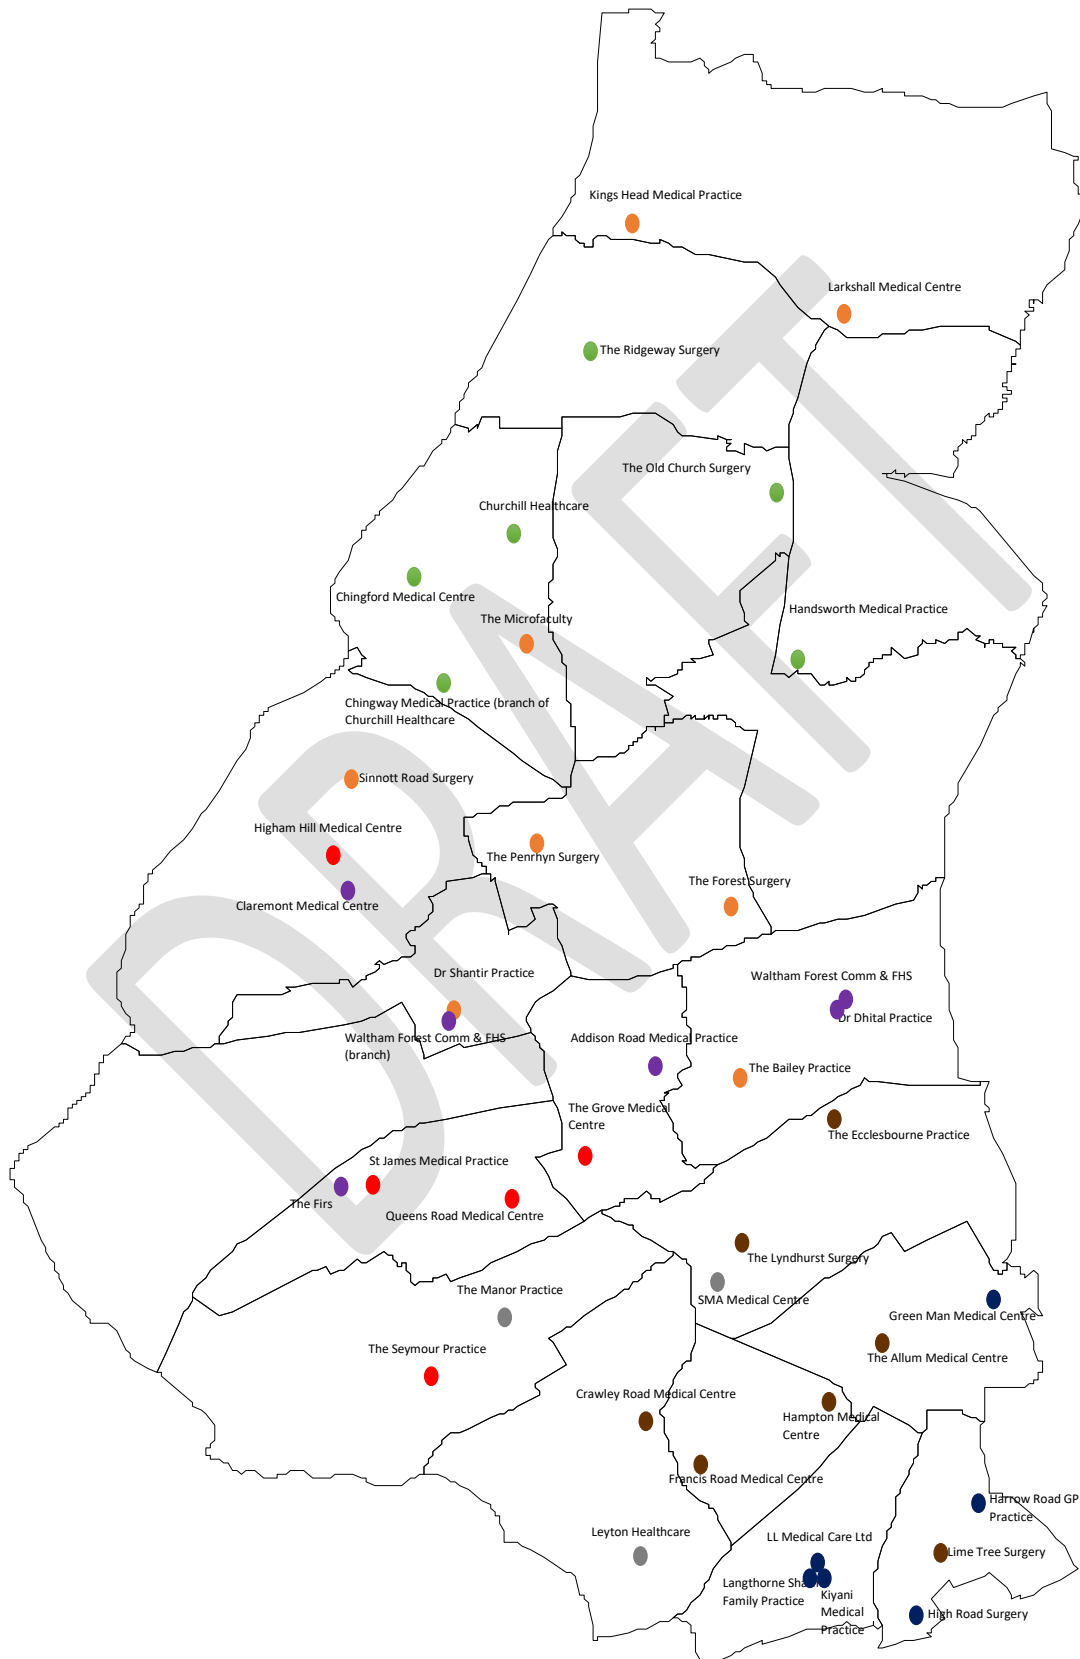 Kings Head Medical Practice
Larkshall Medical Centre
The Ridgeway Surgery
The Old Church Surgery
Churchill Healthcare
Chingford Medical Centre
Handsworth Medical Practice
The Microfaculty
Chingway Medical Practice (branch of
Churchill Healthcare
Sinnott Road Surgery
Higham Hill Medical Centre
The Penrhyn Surgery
The Forest Surgery
Claremont Medical Centre
Dr Shantir Practice
Waltham Forest Comm & FHS
Dr Dhital Practice
Waltham Forest Comm & FHS
(branch)
Addison Road Medical Practice
The Bailey Practice
The Grove Medical
Centre
The Ecclesbourne Practice
St James Medical Practice
The Firs
Queens Road Medical Centre
The Lyndhurst Surgery
The Manor Practice
SMA Medical Centre
Green Man Medical Centre
The Seymour Practice
The Allum Medical Centre
Crawley Road Medical Centre
Hampton Medical
Centre
Francis Road Medical Centre
Harrow Road GP
Practice
Leyton Healthcare
LL Medical Care Ltd
Lime Tree Surgery
Langthorne
Family Practice
Kiyani
Medical
Practice
High Road Surgery
DRAFT